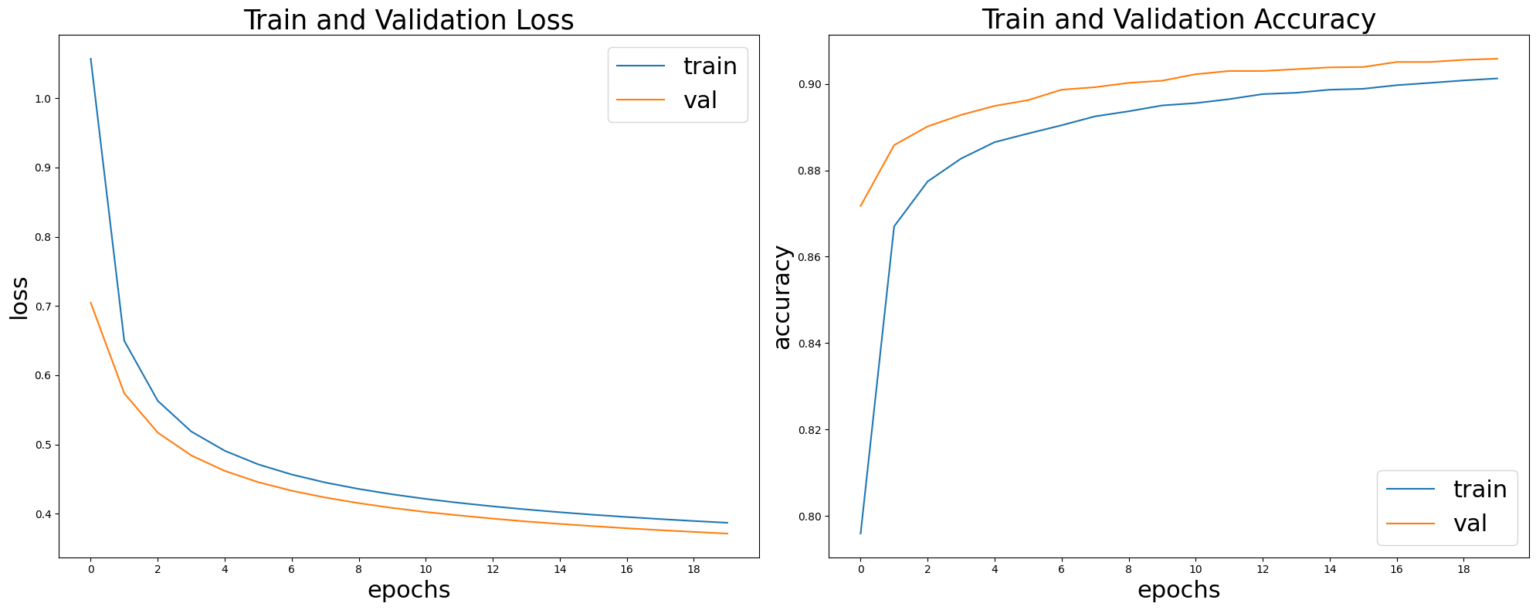 Train and Validation Loss
train
val
1.0
0.9
0.8
0.7
0.6
0.5
0.4
loss
0 2 4 6 8 10 12 14 16 18
epochs
Train and Validation Accuracy
0.90
0.88
0.86
0.84
0.82
0.80
accuracy
train
val
0 2 4 6 8 10 12 14 16 18
epochs